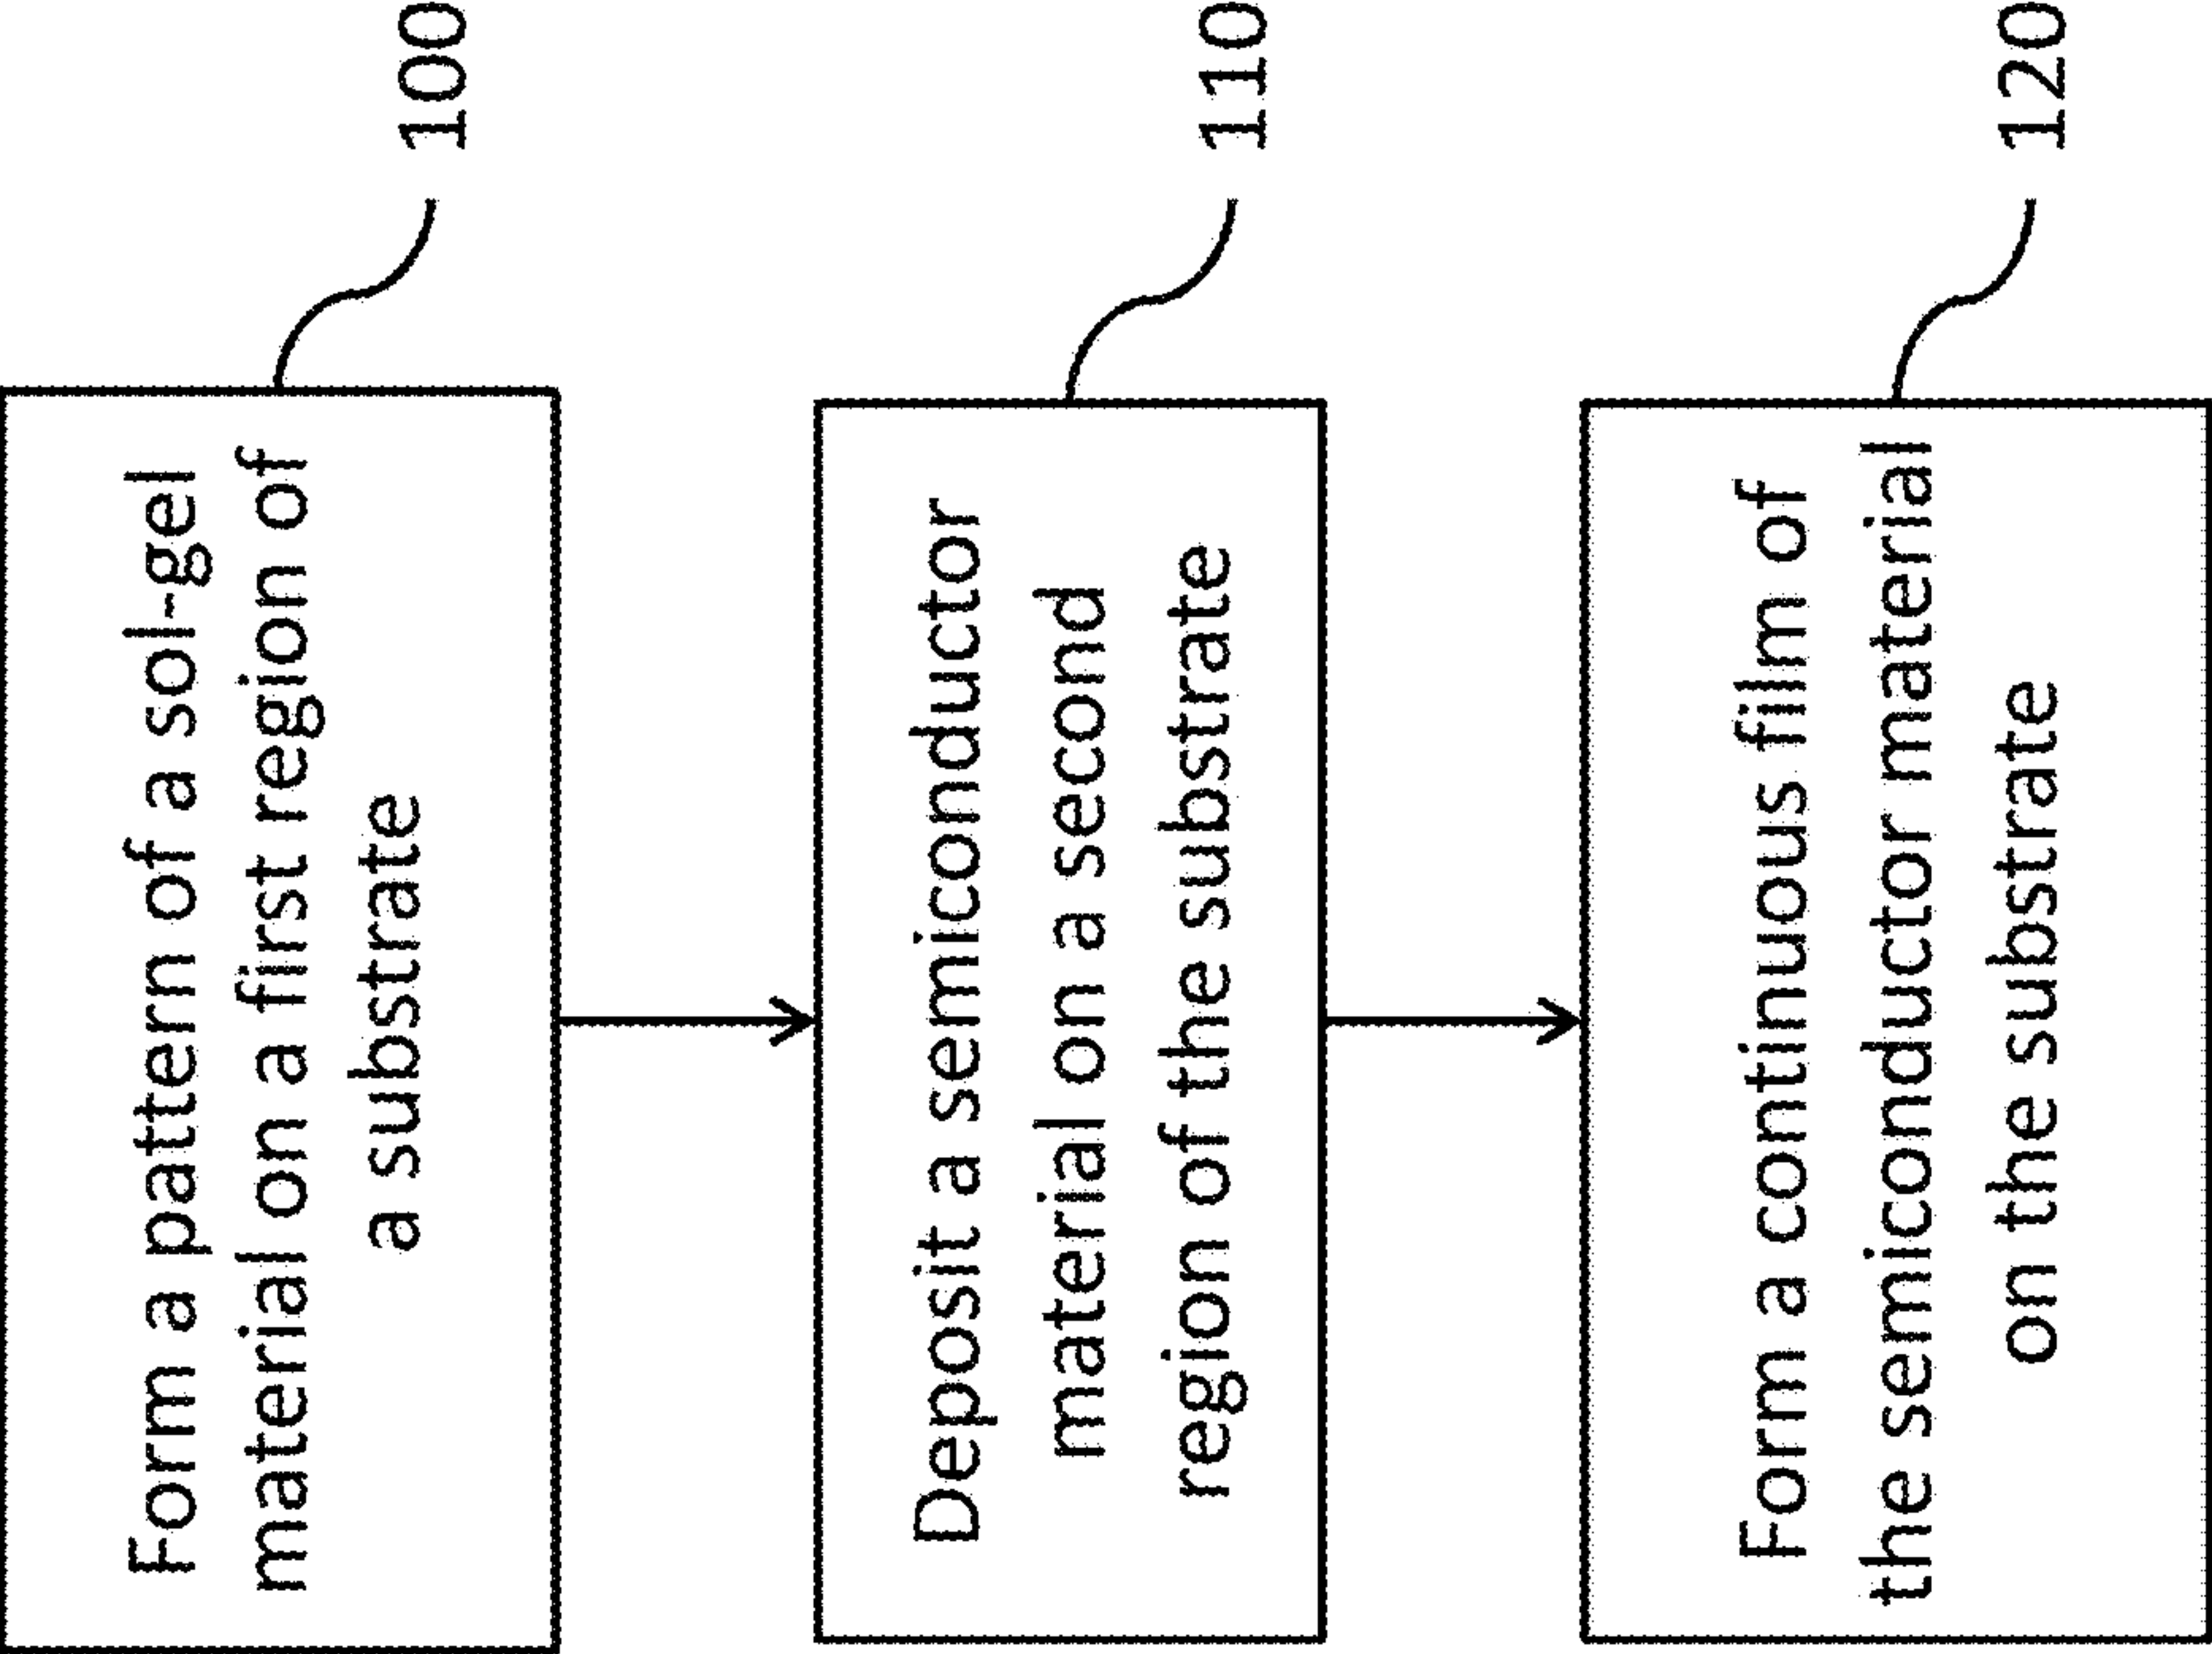 Form a pattern of a sol-gel
material on a first region of
a substrate
100
Deposit a semiconductor
material on a second
region of the substrate
110
Form a continuous film of
the semiconductor material
on the substrate
120